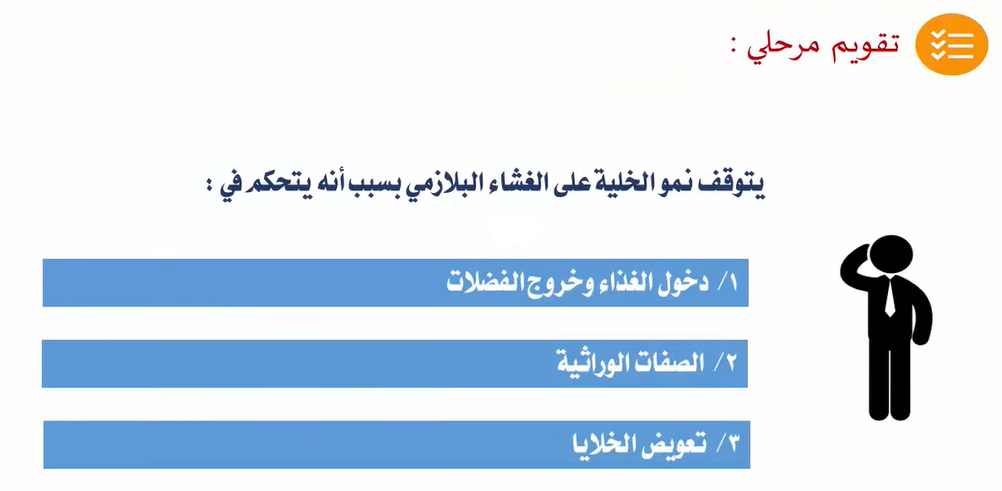 تقويم مرحلي :
يتوقف نمو الخلية على الغشاء البلازمي بسبب أنه يتحكم في :
١/ دخول الغذاء وخروج الفضلات
٢/ الصفات الوراثية
٣/ تعويض الخلايا